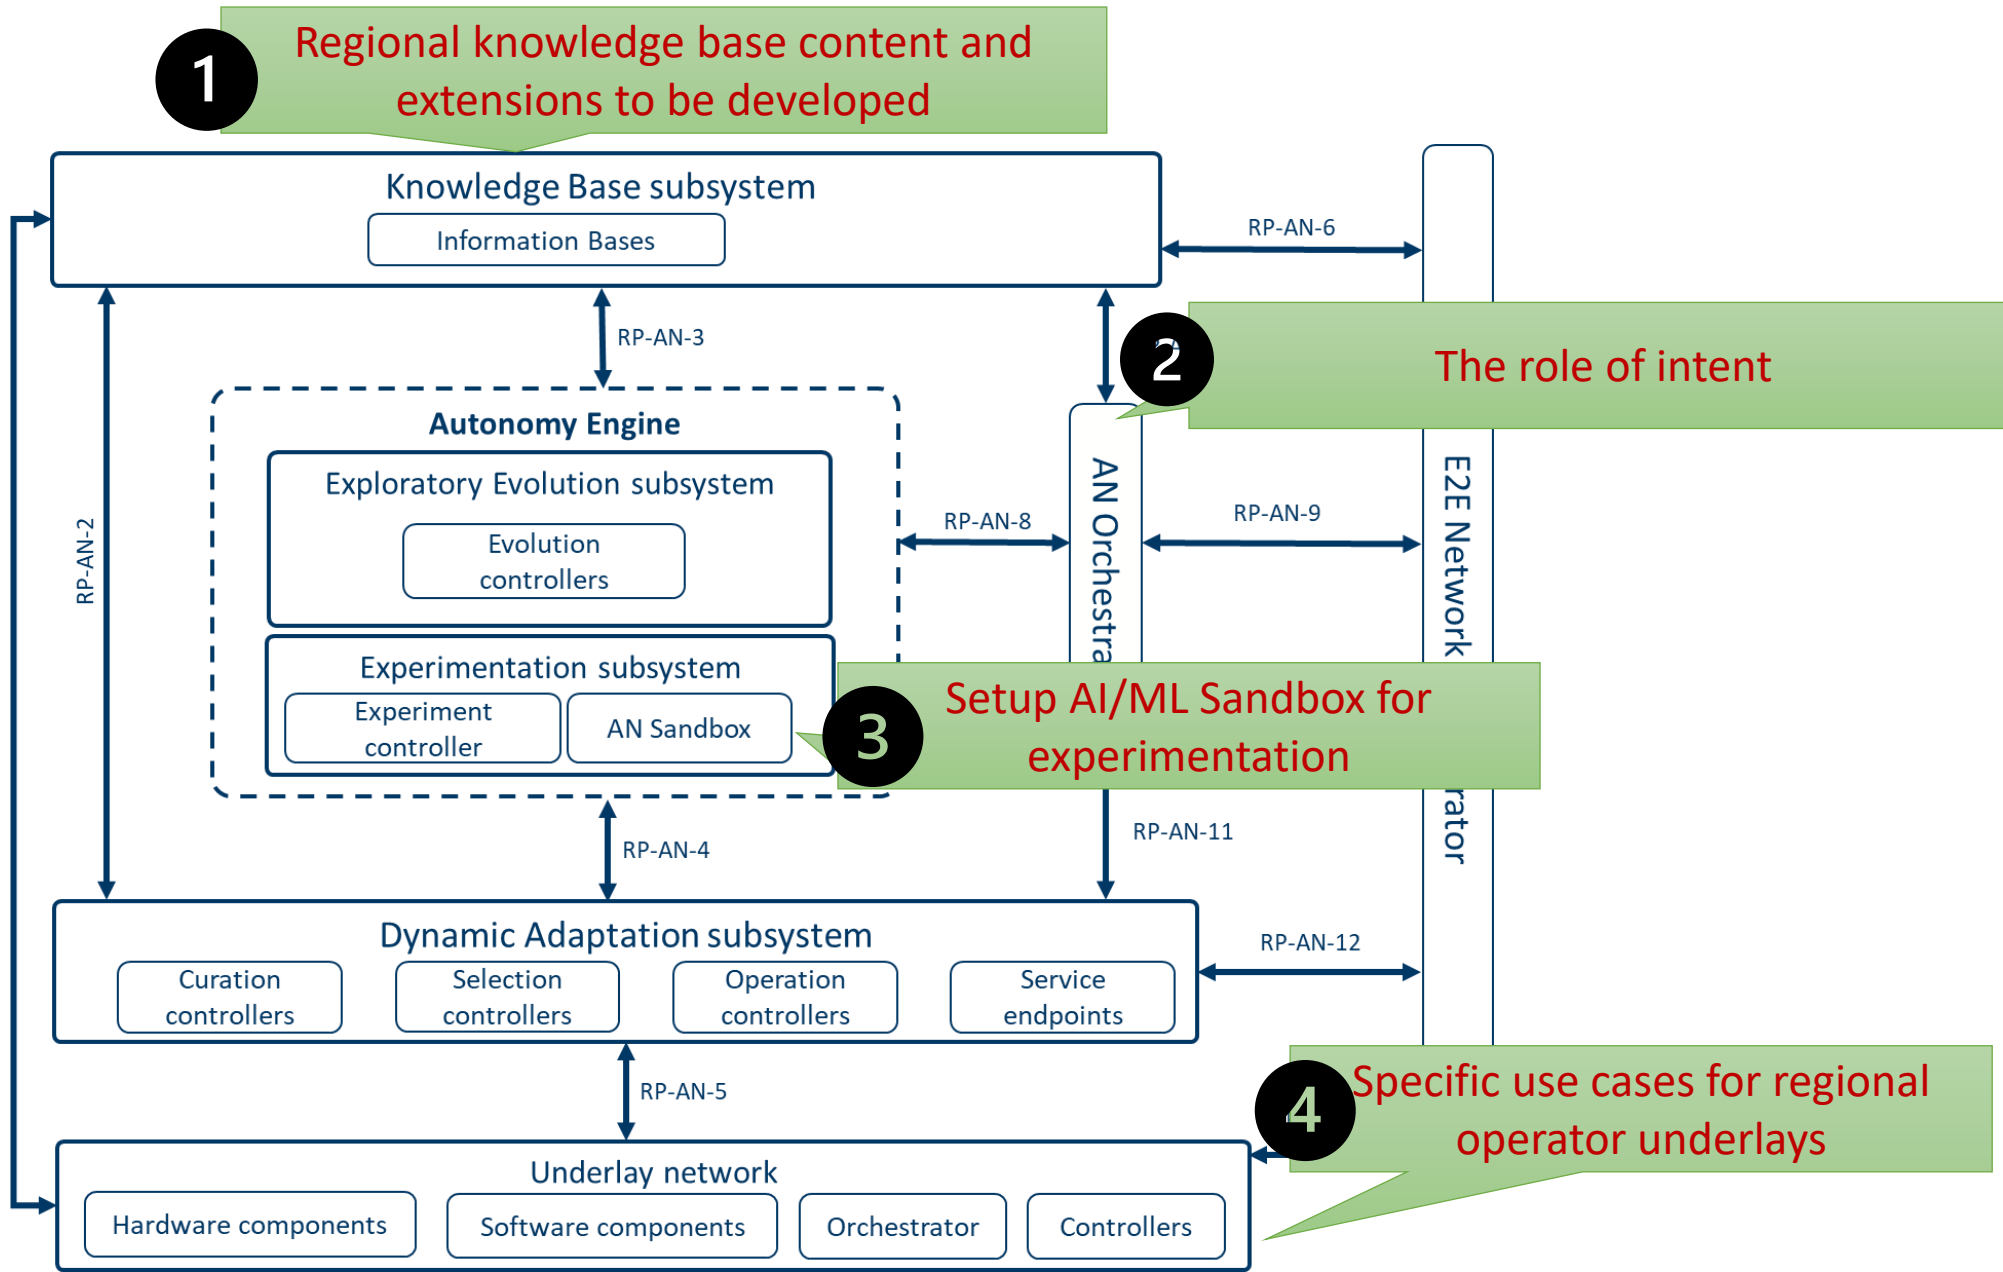 1
Regional knowledge base content and
extensions to be developed
Knowledge Base subsystem
Information Bases
RP-AN-6
RP-AN-3
2
The role of intent
Autonomy Engine
Exploratory Evolution subsystem
Evolution
controllers
RP-AN-2
RP-AN-8
AN Orchestra
RP-AN-9
E2E Network
rator
Experimentation subsystem
Experiment
controller
AN Sandbox
3
Setup AI/ML Sandbox for
experimentation
RP-AN-4
RP-AN-11
Dynamic Adaptation subsystem
Curation
controllers
Selection
controllers
Operation
controllers
Service
endpoints
RP-AN-12
RP-AN-5
4
Specific use cases for regional
operator underlays
Underlay network
Hardware components
Software components
Orchestrator
Controllers